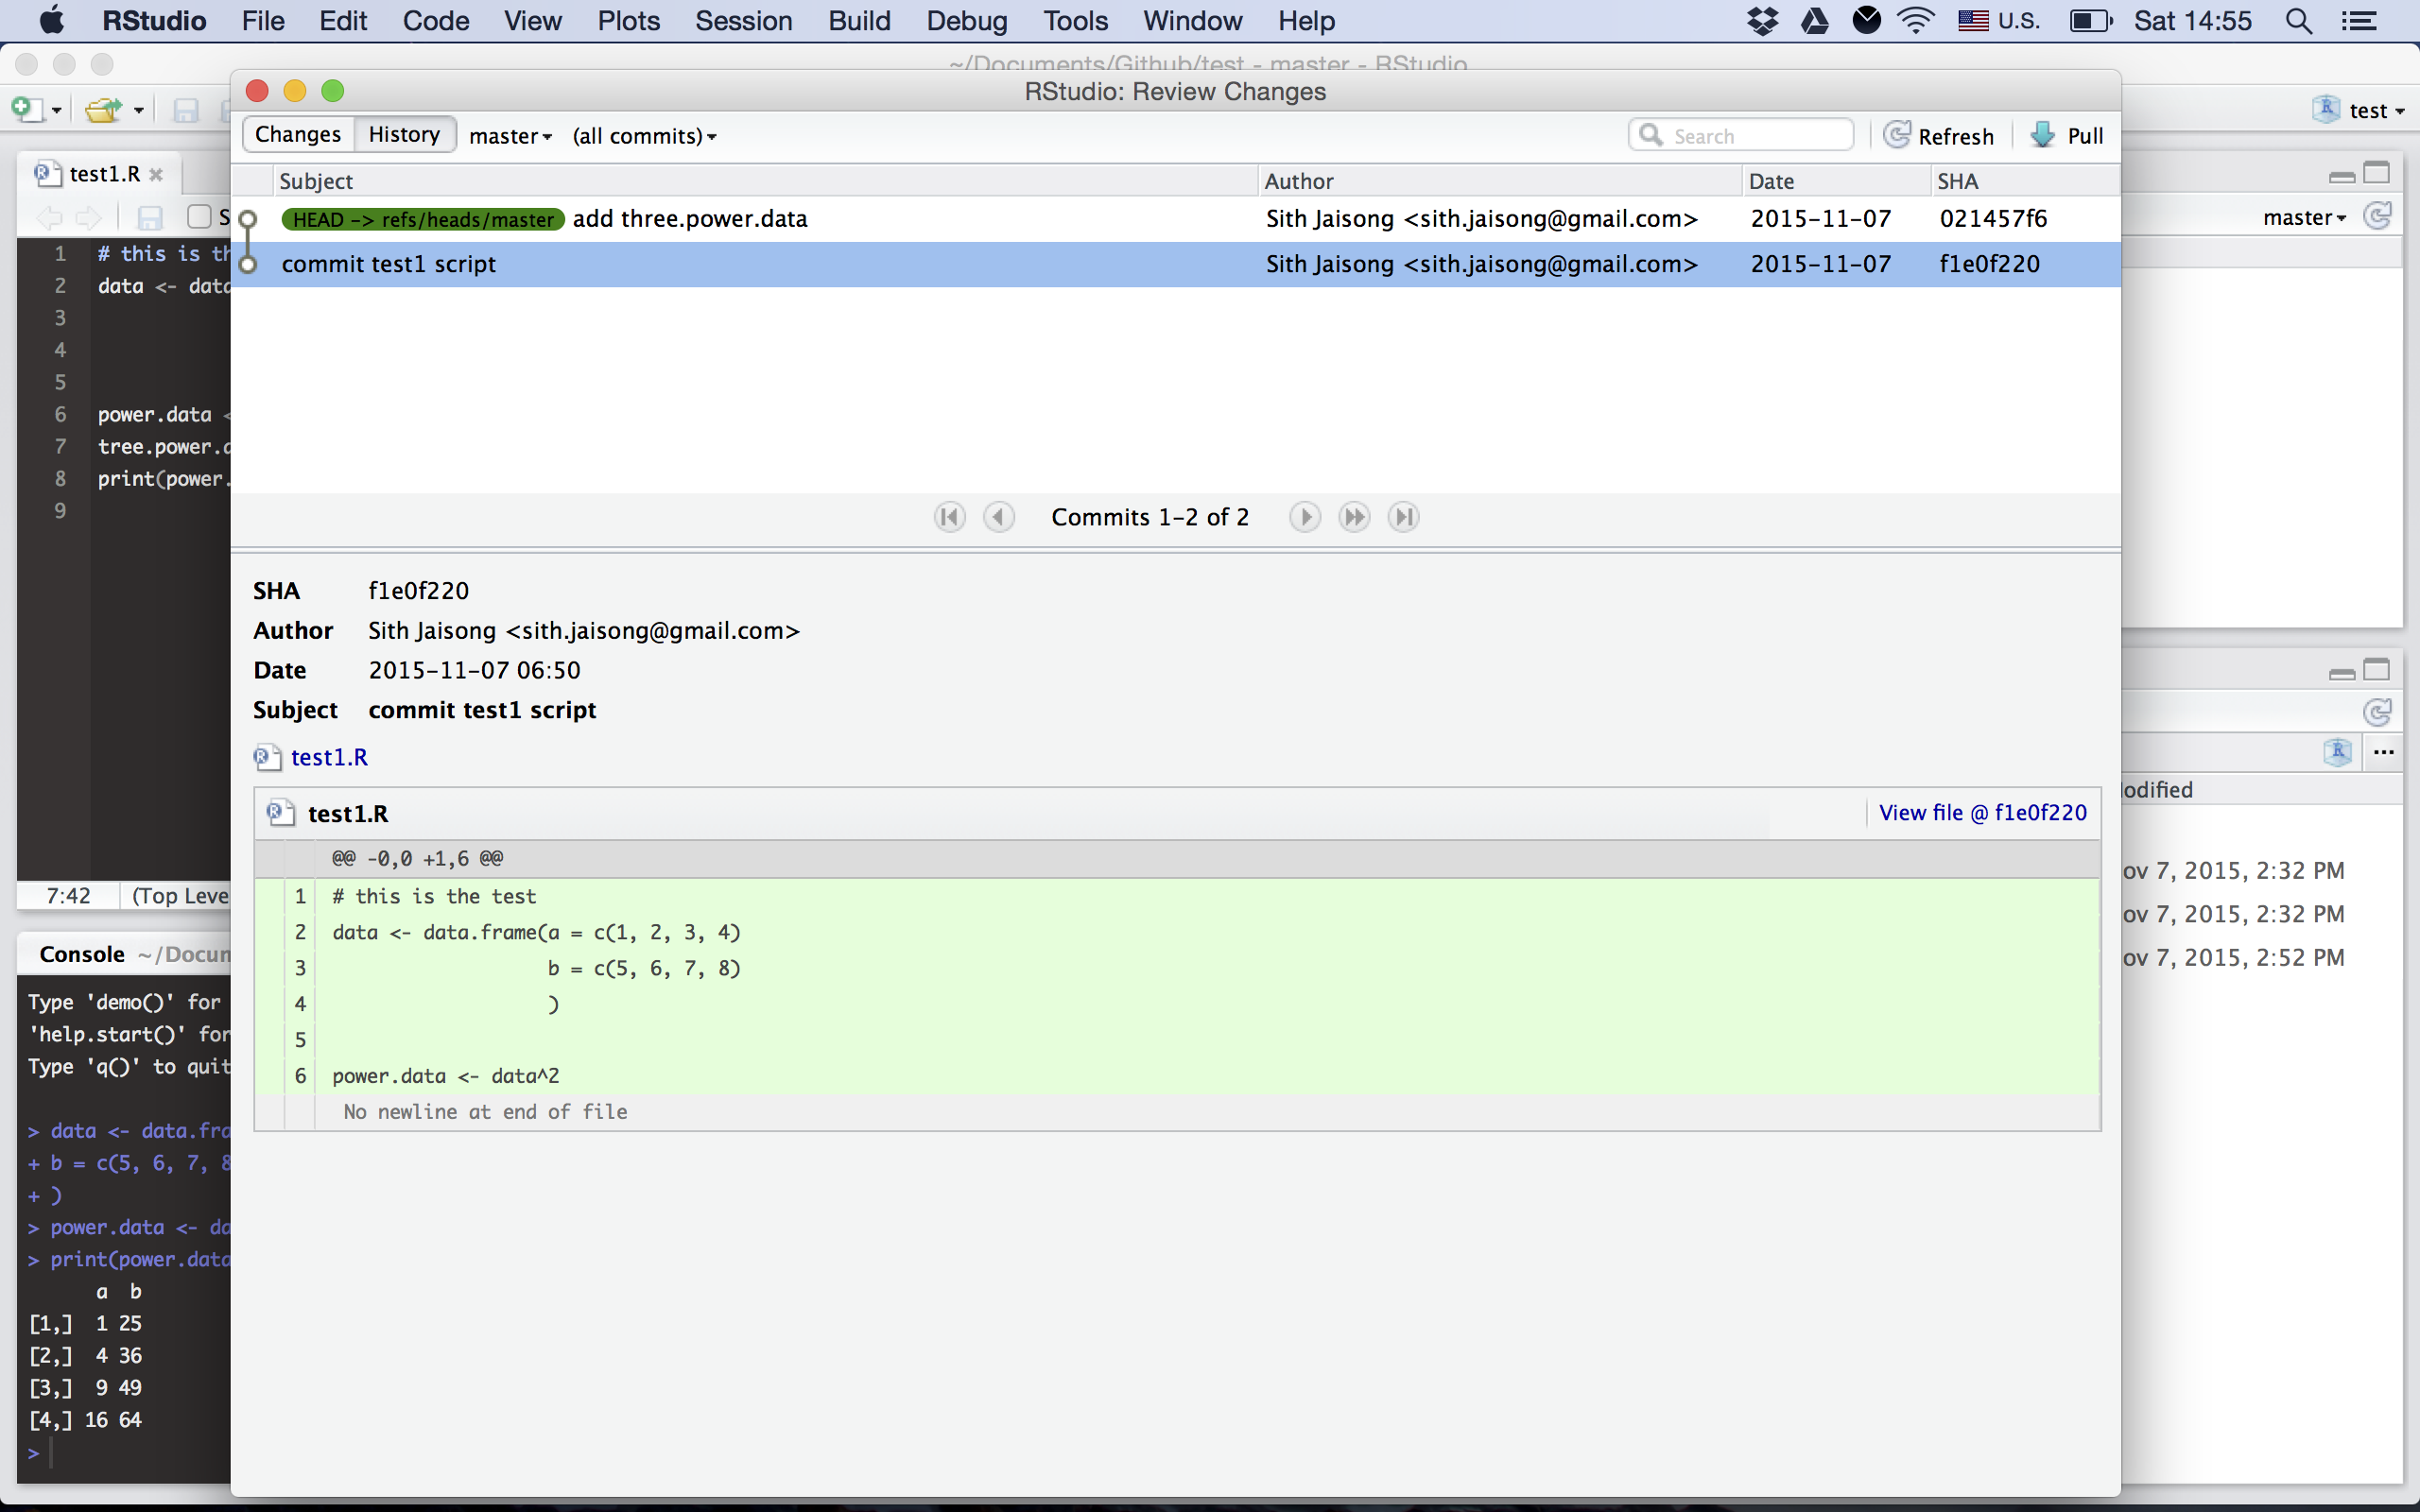 RStudio File Edit Code View Plots Session Build Debug Tools Window Help U.S. Sat 14:55
~/Documents/Github/test - master - RStudio
RStudio: Review Changes
test
Changes History master (all commits) Search Refresh Pull
test1.R
Subject Author Date SHA
HEAD -> refs/heads/master add three.power.data Sith Jaisong <sith.jaisong@gmail.com> 2015-11-07 021457f6
commit test1 script Sith Jaisong <sith.jaisong@gmail.com> 2015-11-07 f1e0f220
master
S
1 # this is th
2 data <- data
3
4
5
6 power.data <
7 tree.power.d
8 print(power.
9
Commits 1-2 of 2
SHA f1e0f220
Author Sith Jaisong <sith.jaisong@gmail.com>
Date 2015-11-07 06:50
Subject commit test1 script
test1.R
test1.R View file @ f1e0f220
@@ -0,0 +1,6 @@
1 # this is the test
2 data <- data.frame(a = c(1, 2, 3, 4)
3 b = c(5, 6, 7, 8)
4 )
5
6 power.data <- data^2
No newline at end of file
7:42 (Top Leve
Console ~/Docum
Type 'demo()' for
'help.start()' for
Type 'q()' to quit
> data <- data.fra
+ b = c(5, 6, 7, 8
+ )
> power.data <- da
> print(power.data
a b
[1,] 1 25
[2,] 4 36
[3,] 9 49
[4,] 16 64
>
odified
ov 7, 2015, 2:32 PM
ov 7, 2015, 2:32 PM
ov 7, 2015, 2:52 PM